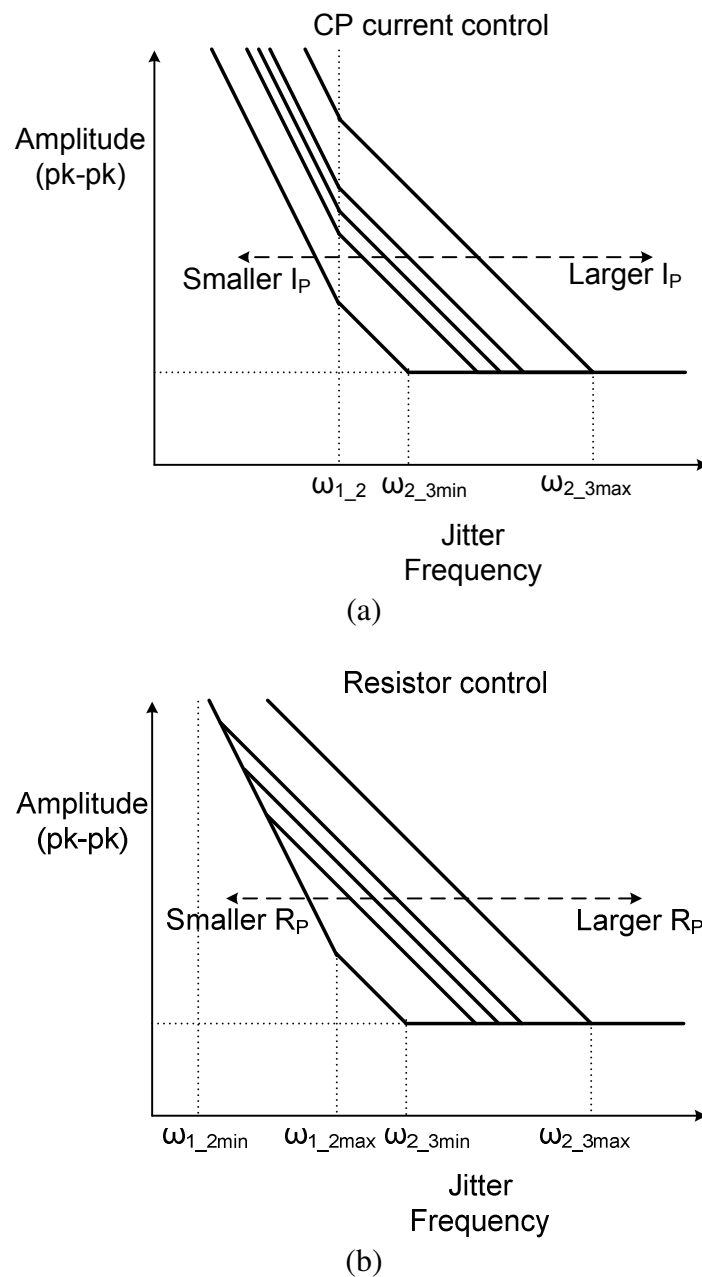 CP current control
Amplitude
(pk-pk)
Smaller I_P
Larger I_P
ω_1_2
ω_2_3min
ω_2_3max
Jitter
Frequency
(a)
Resistor control
Amplitude
(pk-pk)
Smaller R_P
Larger R_P
ω_1_2min
ω_1_2max
ω_2_3min
ω_2_3max
Jitter
Frequency
(b)